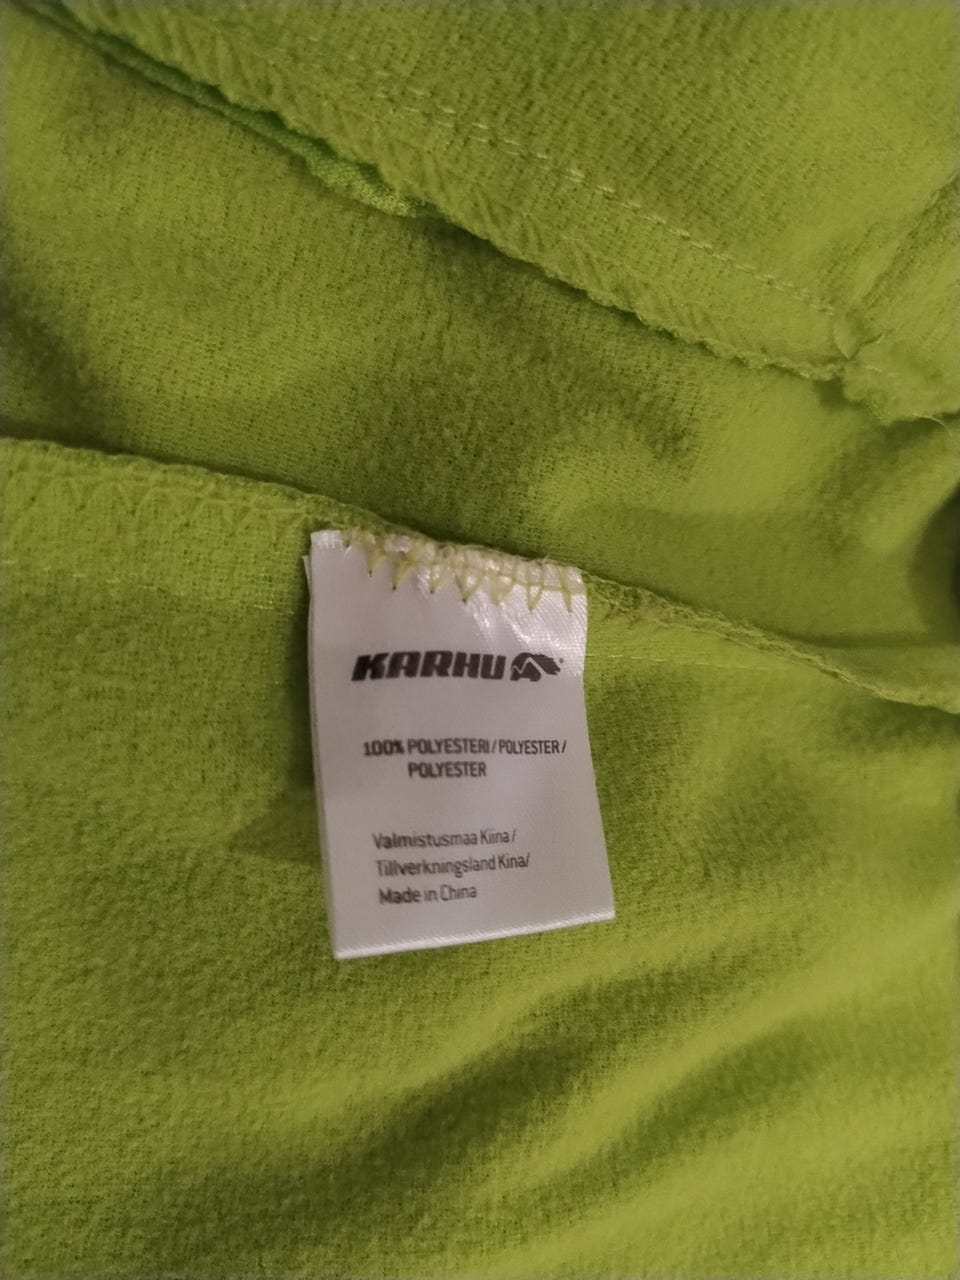 KARHU
100% POLYESTERI / POLYESTER /
POLYESTER
Valmistusmaa Kiina /
Tillverkningsland Kina/
Made in China